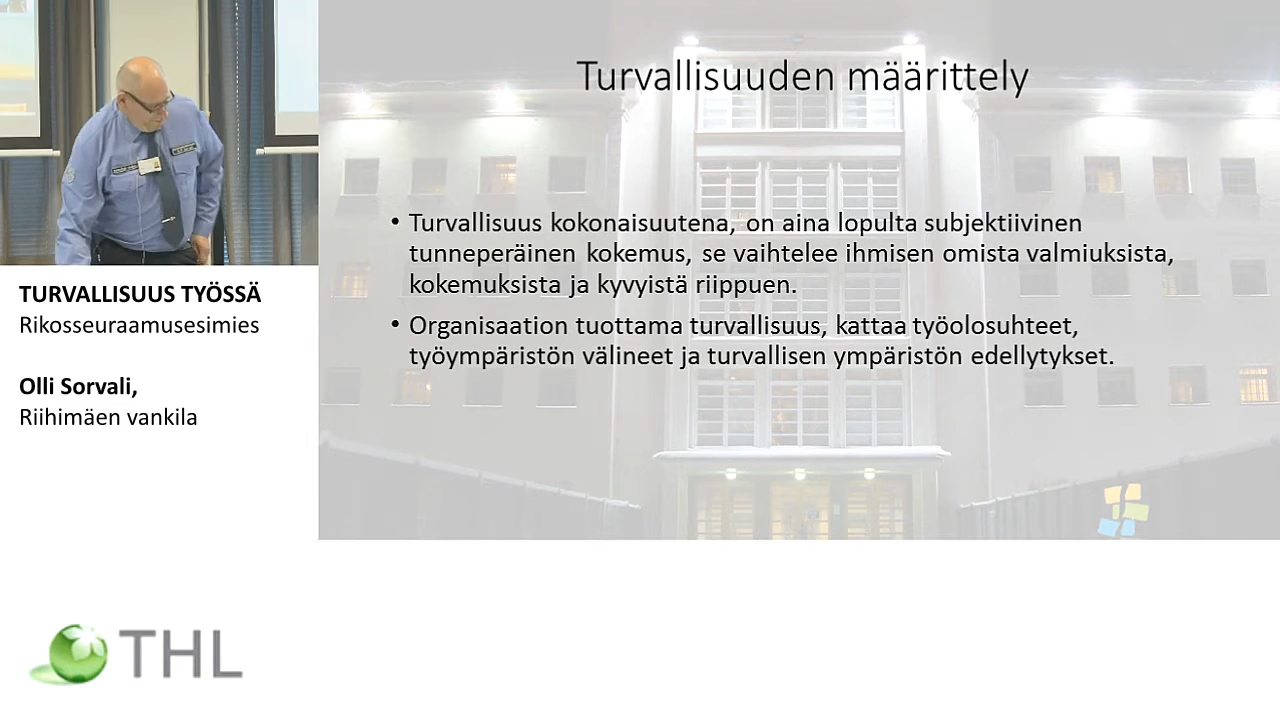 Turvallisuuden määrittely
• Turvallisuus kokonaisuutena, on aina lopulta subjektiivinen
tunneperäinen kokemus, se vaihtelee ihmisen omista valmiuksista,
kokemuksista ja kyvyistä riippuen.
• Organisaation tuottama turvallisuus, kattaa työolosuhteet,
työympäristön välineet ja turvallisen ympäristön edellytykset.
TURVALLISUUS TYÖSSÄ
Rikosseuraamusesimies
Olli Sorvali,
Riihimäen vankila
THL